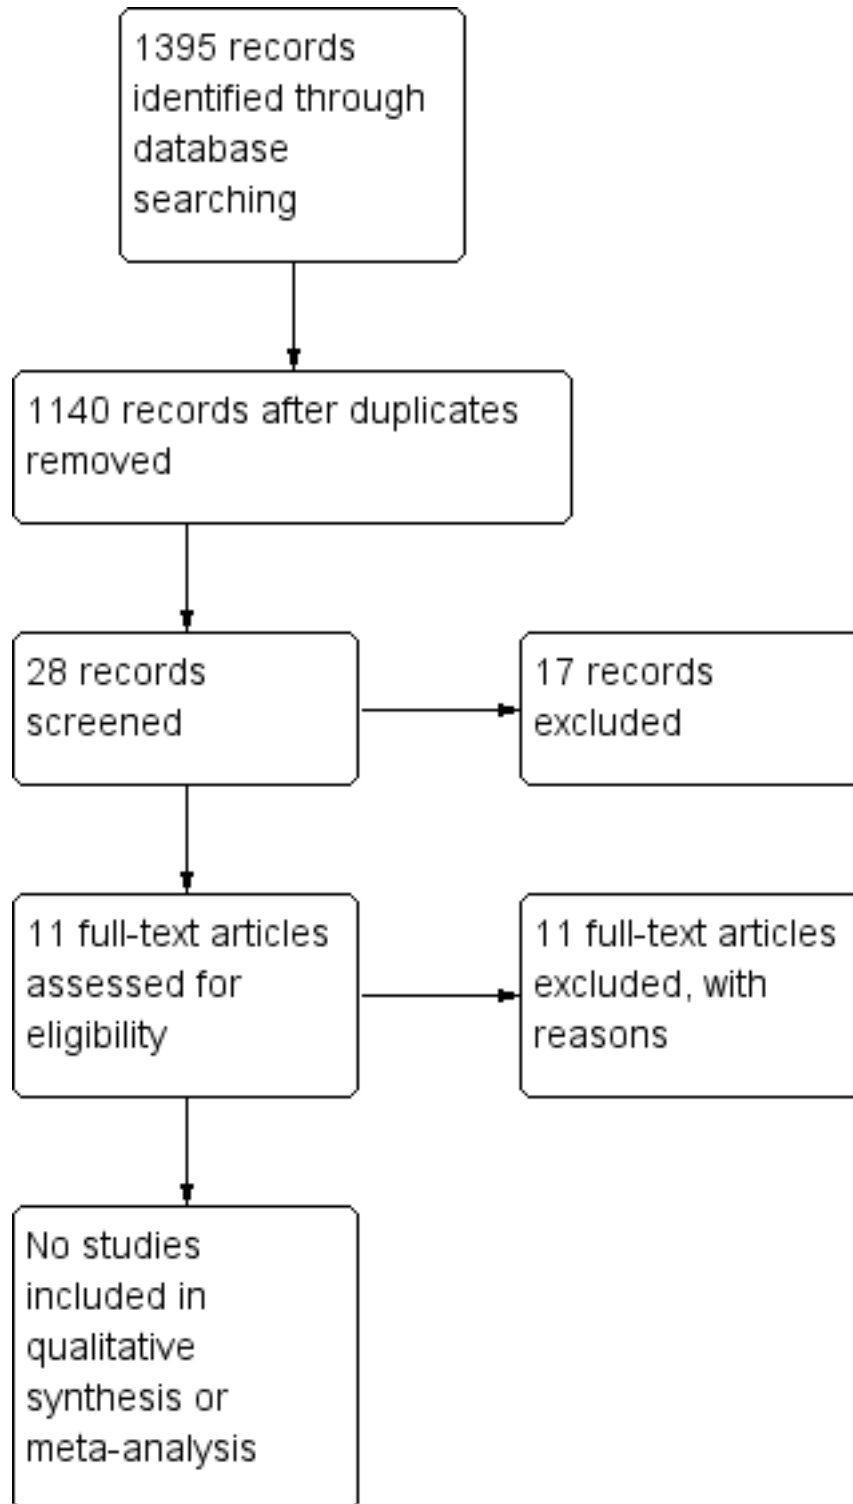 1395 records
identified through
database
searching
1140 records after duplicates
removed
28 records
screened
17 records
excluded
11 full-text articles
assessed for
eligibility
11 full-text articles
excluded, with
reasons
No studies
included in
qualitative
synthesis or
meta-analysis